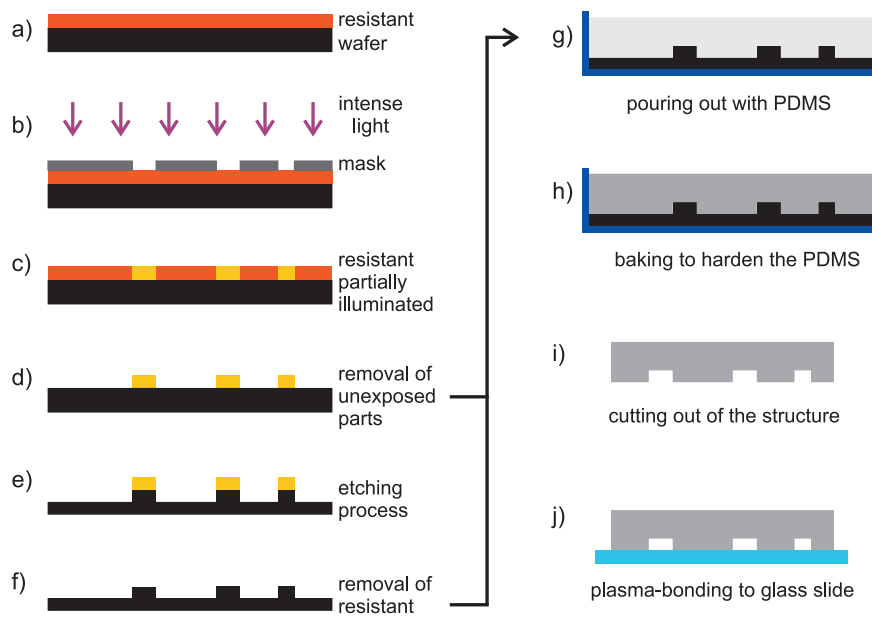 a)
resistant
wafer
b)
intense
light
mask
c)
resistant
partially
illuminated
d)
removal of
unexposed
parts
e)
etching
process
f)
removal of
resistant
g)
pouring out with PDMS
h)
baking to harden the PDMS
i)
cutting out of the structure
j)
plasma-bonding to glass slide